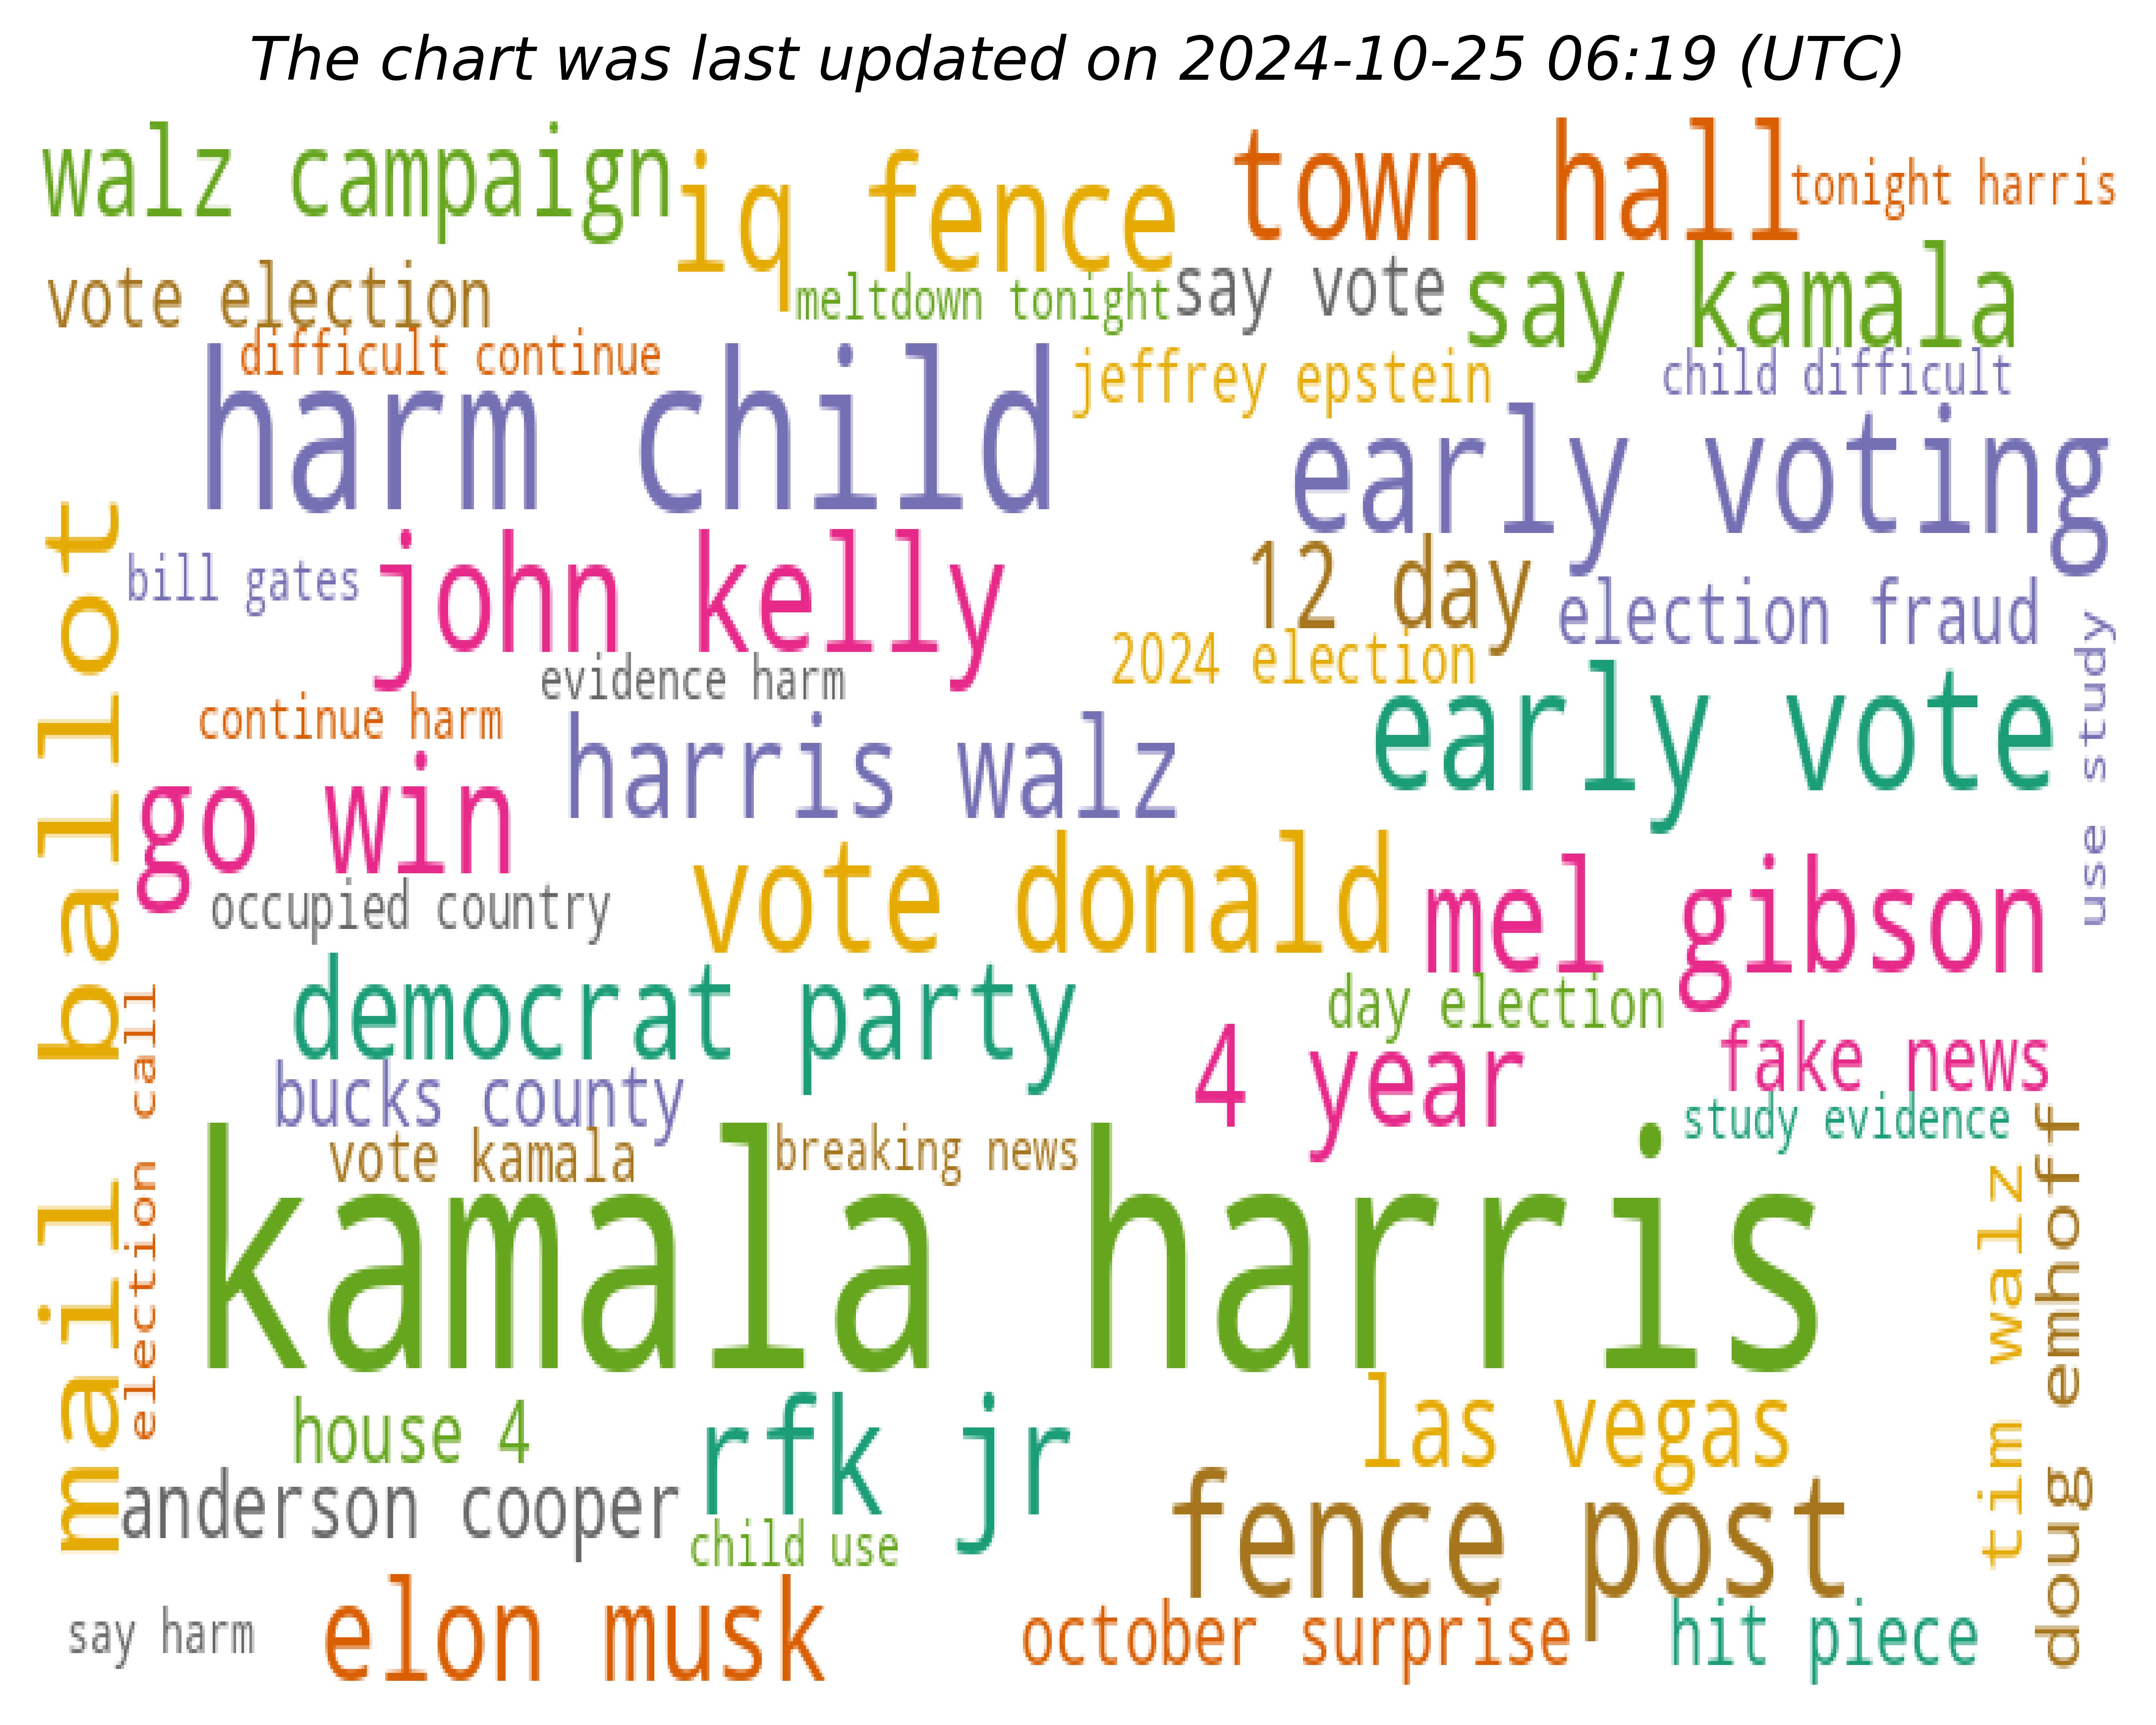 The chart was last updated on 2024-10-25 06:19 (UTC)
walz campaign
iq fence
town hall
tonight harris
vote election
meltdown tonight
say vote
say kamala
difficult continue
harm child
jeffrey epstein
child difficult
early voting
mail ballot
bill gates
john kelly
12 day
election fraud
use study
evidence harm
2024 election
continue harm
harris walz
early vote
go win
occupied country
vote donald
mel gibson
democrat party
day election
election call
bucks county
4 year
fake news
study evidence
vote kamala
breaking news
kamala harris
tim walz
doug emhoff
house 4
rfk jr
las vegas
anderson cooper
child use
fence post
say harm
elon musk
october surprise
hit piece